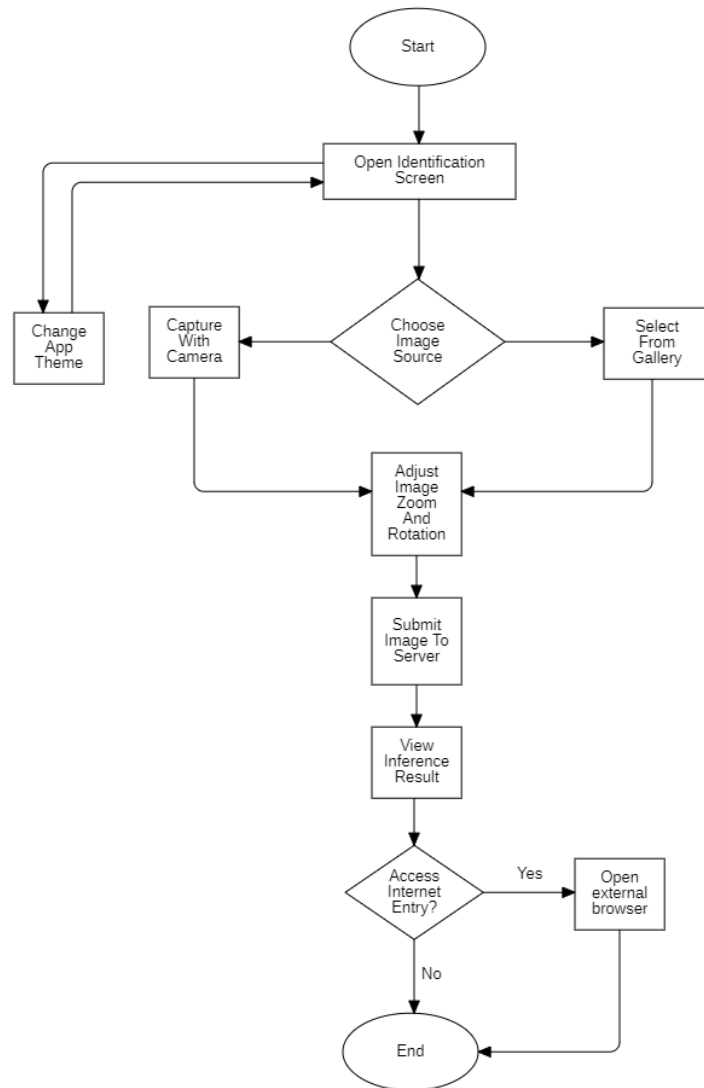 Start
Open Identification
Screen
Change
App
Theme
Capture
With
Camera
Choose
Image
Source
Select
From
Gallery
Adjust
Image
Zoom
And
Rotation
Submit
Image To
Server
View
Inference
Result
Access
Internet
Entry?
Yes
Open
external
browser
No
End